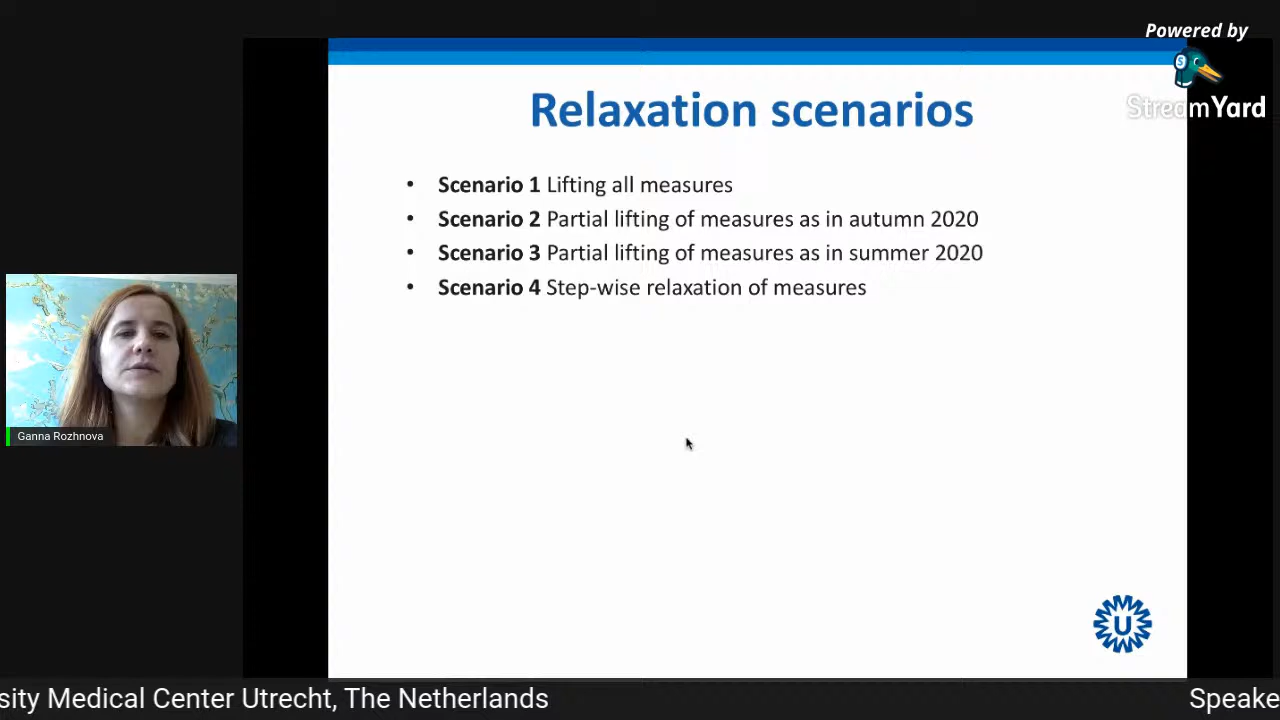 Powered by
StreamYard
Relaxation scenarios
• Scenario 1 Lifting all measures
• Scenario 2 Partial lifting of measures as in autumn 2020
• Scenario 3 Partial lifting of measures as in summer 2020
• Scenario 4 Step-wise relaxation of measures
Ganna Rozhnova
U
sity Medical Center Utrecht, The Netherlands
Speake